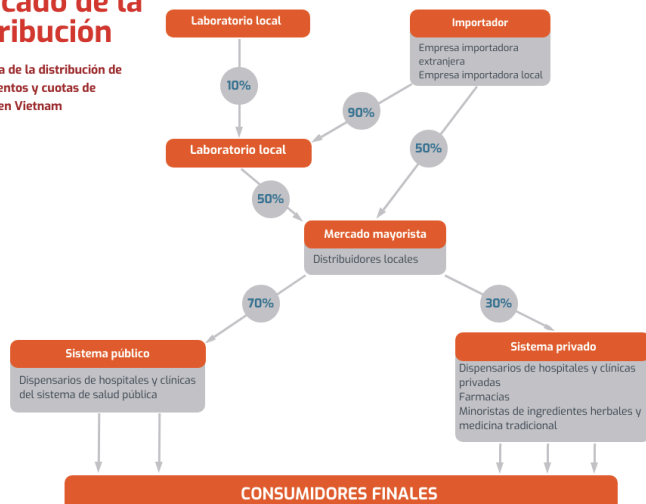 cado de la
ribución
a de la distribución de
entos y cuotas de
en Vietnam
Laboratorio local
Importador
Empresa importadora
extranjera
Empresa importadora local
10%
90%
Laboratorio local
50%
50%
Mercado mayorista
Distribuidores locales
70%
30%
Sistema público
Dispensarios de hospitales y clínicas
del sistema de salud pública
Sistema privado
Dispensarios de hospitales y clínicas
privadas
Farmacias
Minoristas de ingredientes herbales y
medicina tradicional
CONSUMIDORES FINALES